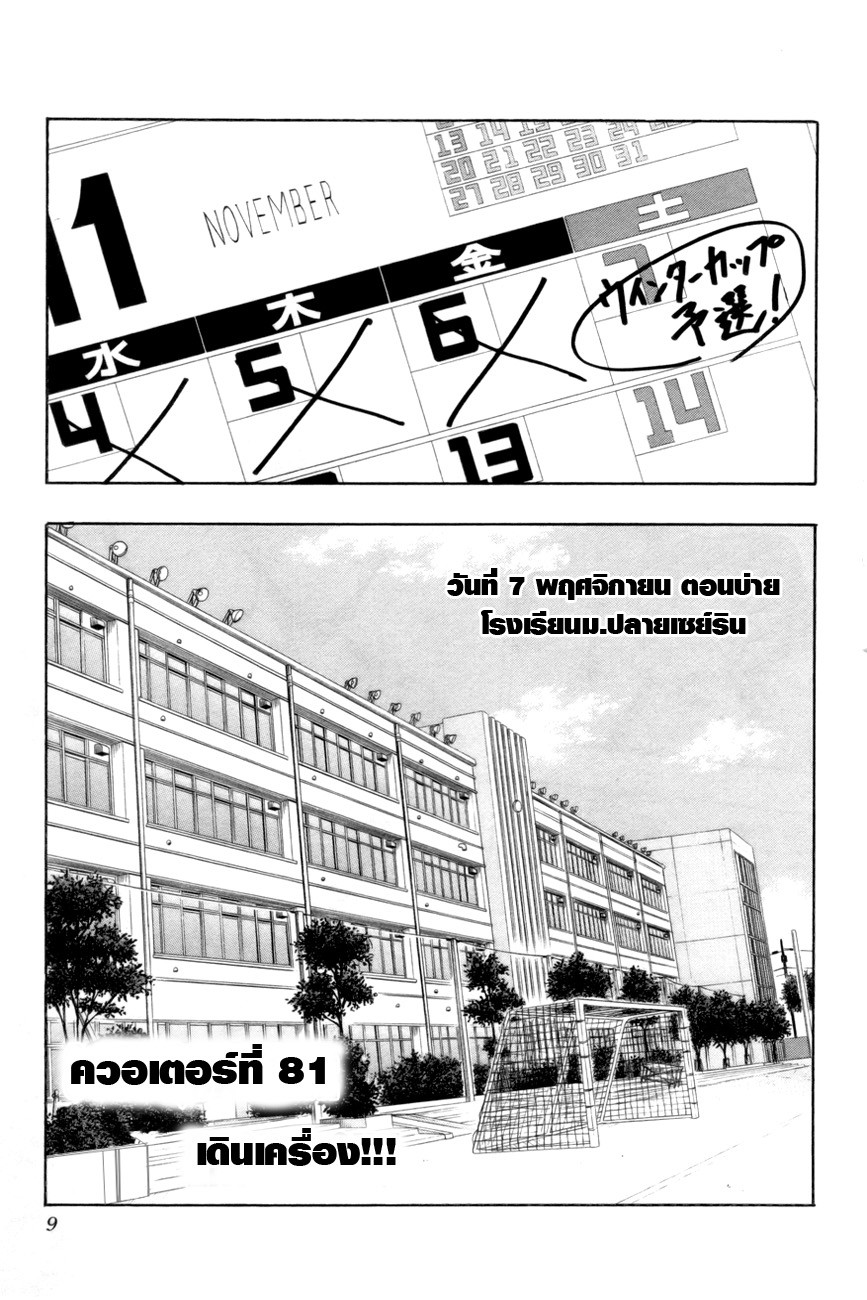 13 14 15 22
20 21 22 23 24
27 28 29 30 31
11 NOVEMBER
水 木 金 土
4 5 6 7
ウインターカップ
予選!
13 14
วันที่ 7 พฤศจิกายน ตอนบ่าย
โรงเรียนม.ปลายเซย์ริน
ควอเตอร์ที่ 81
เดินเครื่อง!!!
9